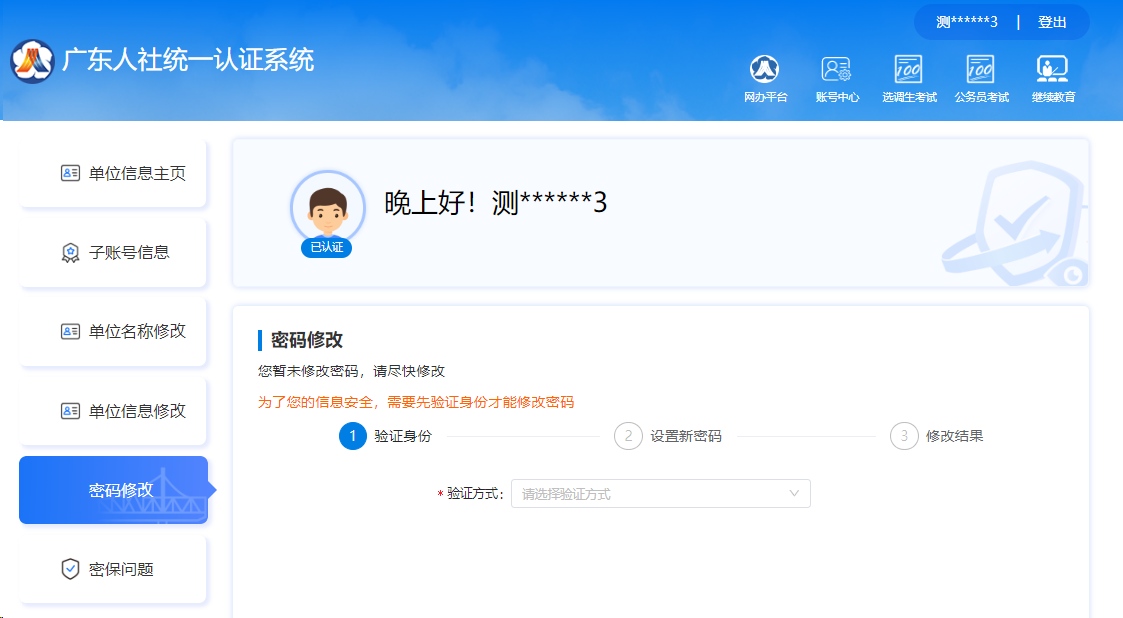 测******3 | 登出
广东人社统一认证系统
网办平台 账号中心 选调生考试 公务员考试 继续教育
单位信息主页
子账号信息
单位名称修改
单位信息修改
密码修改
密保问题
晚上好！测******3
已认证
密码修改
您暂未修改密码，请尽快修改
为了您的信息安全，需要先验证身份才能修改密码
1 验证身份 2 设置新密码 3 修改结果
* 验证方式： 请选择验证方式